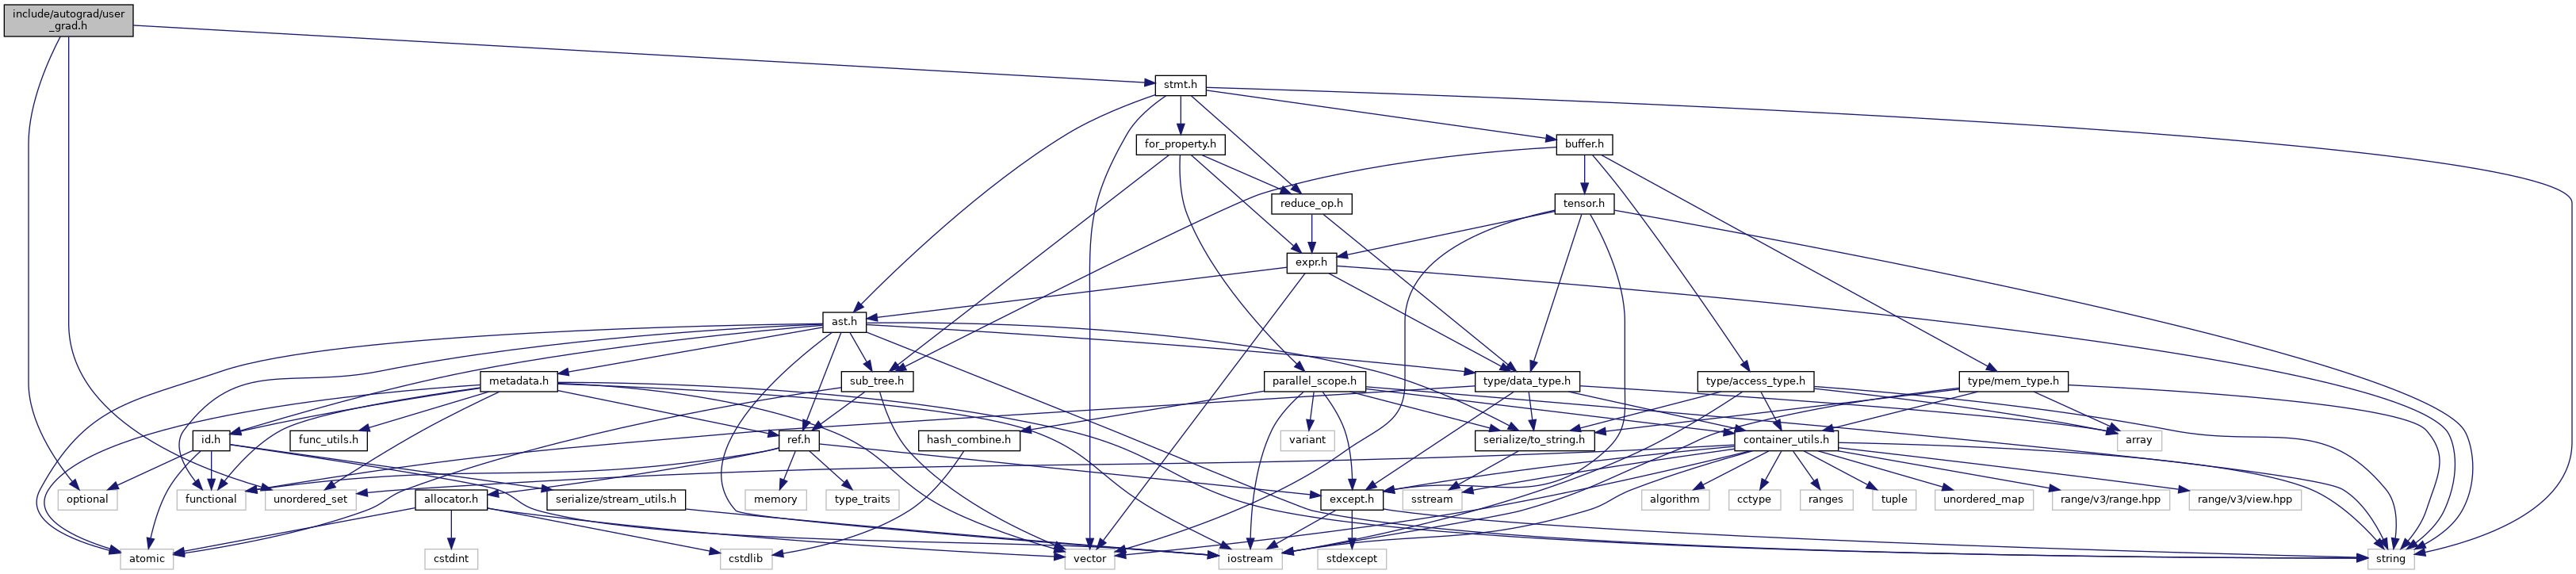 include/autograd/user
_grad.h
stmt.h
for_property.h
buffer.h
reduce_op.h
tensor.h
expr.h
ast.h
metadata.h
sub_tree.h
parallel_scope.h
type/data_type.h
type/access_type.h
type/mem_type.h
id.h
func_utils.h
ref.h
hash_combine.h
variant
serialize/to_string.h
container_utils.h
array
optional
functional
unordered_set
allocator.h
serialize/stream_utils.h
memory
type_traits
except.h
sstream
algorithm
cctype
ranges
tuple
unordered_map
range/v3/range.hpp
range/v3/view.hpp
atomic
cstdint
cstdlib
vector
iostream
stdexcept
string